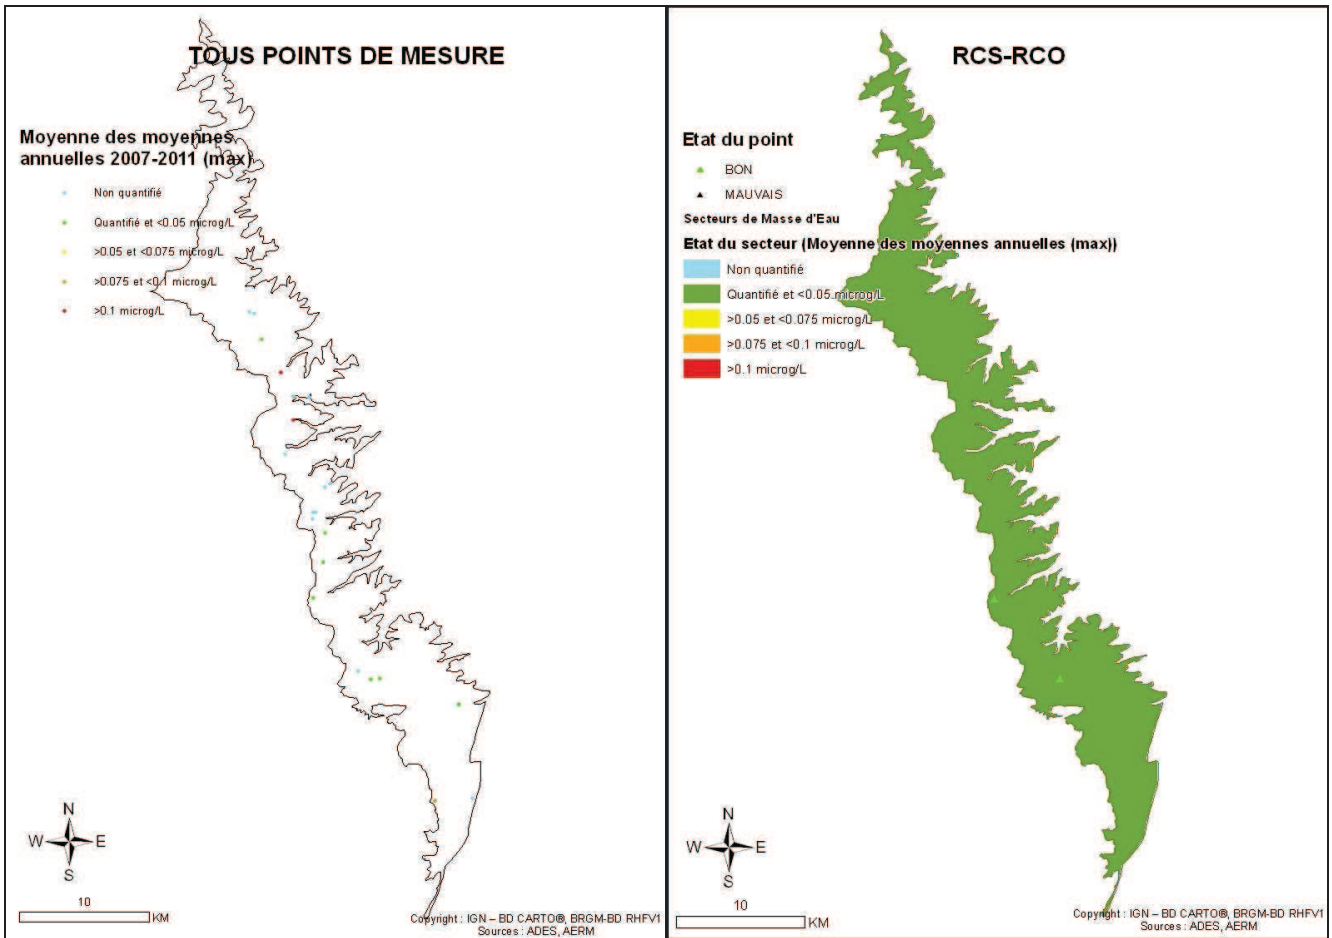 TOUS POINTS DE MESURE
Moyenne des moyennes
annuelles 2007-2011 (max)
Non quantifié
Quantifié et <0.05 microg/L
>0.05 et <0.075 microg/L
>0.075 et <0.1 microg/L
>0.1 microg/L
N
W E
S
10
KM
Copyright : IGN – BD CARTO®, BRGM-BD RHFV1
Sources : ADES, AERM
RCS-RCO
Etat du point
BON
MAUVAIS
Secteurs de Masse d'Eau
Etat du secteur (Moyenne des moyennes annuelles (max))
Non quantifié
Quantifié et <0.05 microg/L
>0.05 et <0.075 microg/L
>0.075 et <0.1 microg/L
>0.1 microg/L
N
W E
S
10
KM
Copyright : IGN – BD CARTO®, BRGM-BD RHFV1
Sources : ADES, AERM